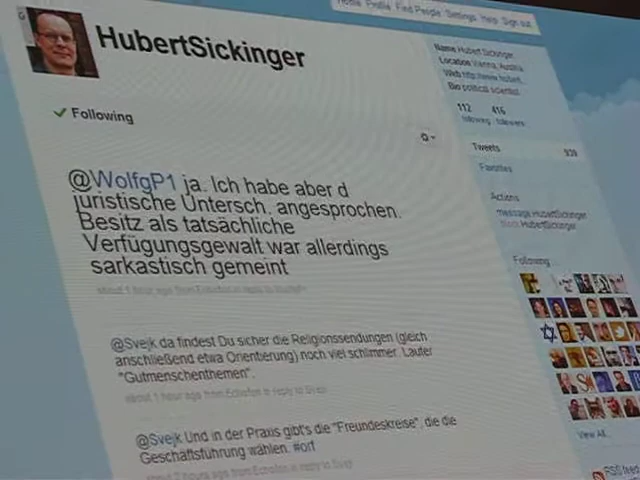 Home Profile Find People Settings Help Sign out
HubertSickinger
Following
@WolfgP1 ja. Ich habe aber d
juristische Untersch. angesprochen.
Besitz als tatsächliche
Verfügungsgewalt war allerdings
sarkastisch gemeint
about 1 hour ago from Echofon in reply to
@Svejk da findest Du sicher die Religionssendungen (gleich
anschließend etwa Orientierung) noch viel schlimmer. Lauter
"Gutmenschenthemen".
about 1 hour ago from Echofon in reply to Svejk
@Svejk Und in der Praxis gibt's die "Freundeskreise", die die
Geschäftsführung wählen. #orf
about 2 hours ago from Echofon in reply to Svejk
Name Hubert Sickinger
Location Vienna, Austria
Web http://www.hubert...
Bio political scientist
112 416
following followers
Tweets 939
Favorites
Actions
message HubertSickinger
block HubertSickinger
Following
View All...
RSS feed